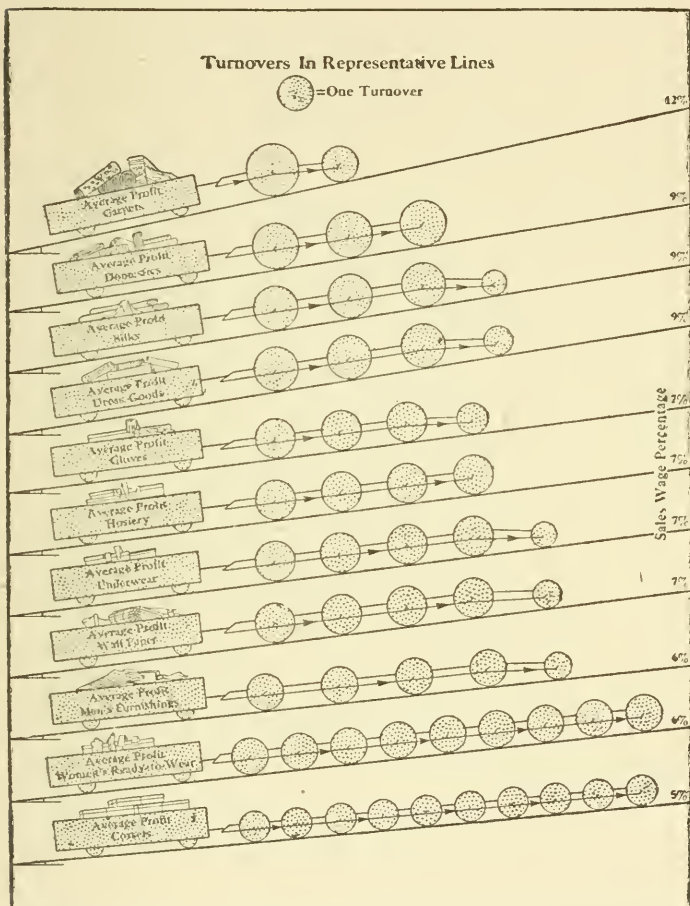 Turnovers In Representative Lines
=One Turnover
12%
Average Profit
Carpets
9%
Average Profit
Domestics
9%
Average Profit
Silks
9%
Average Profit
Dress Goods
7%
Average Profit
Gloves
7%
Average Profit
Hosiery
7%
Average Profit
Underwear
7%
Average Profit
Wall Paper
6%
Average Profit
Men's Furnishings
6%
Average Profit
Women's Ready-to-Wear
5%
Average Profit
Corsets
Sales Wage Percentage